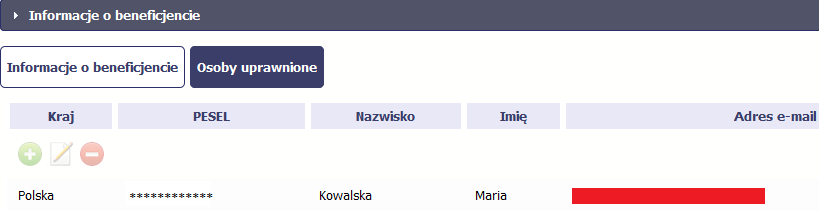 Informacje o beneficjencie
Informacje o beneficjencie Osoby uprawnione
Kraj PESEL Nazwisko Imię Adres e-mail
Polska ************ Kowalska Maria